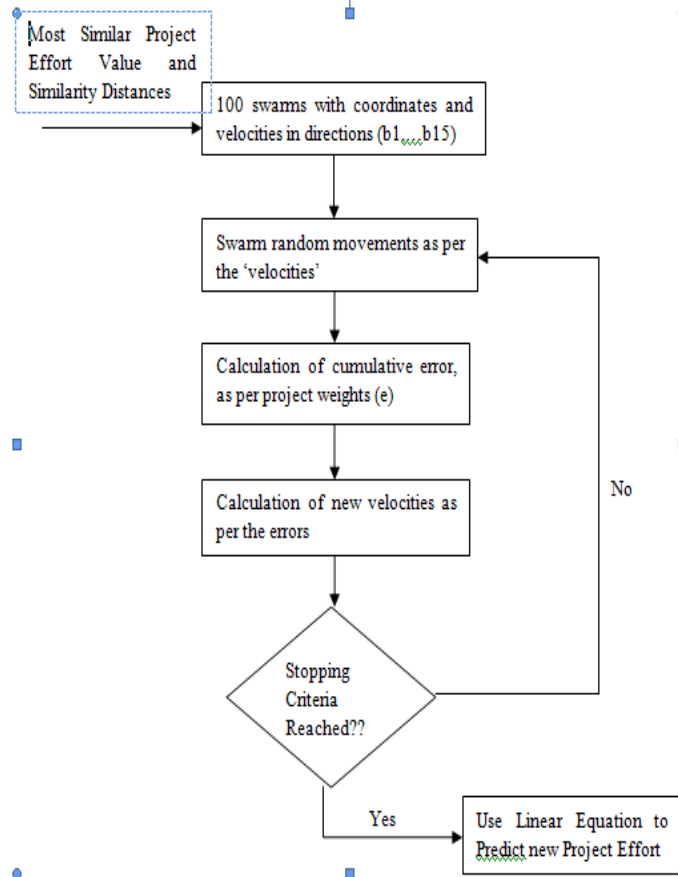 Most Similar Project
Effort Value and
Similarity Distances
100 swarms with coordinates and
velocities in directions (b1,,,,,b15)
Swarm random movements as per
the ‘velocities’
Calculation of cumulative error,
as per project weights (e)
Calculation of new velocities as
per the errors
No
Stopping
Criteria
Reached??
Yes
Use Linear Equation to
Predict new Project Effort